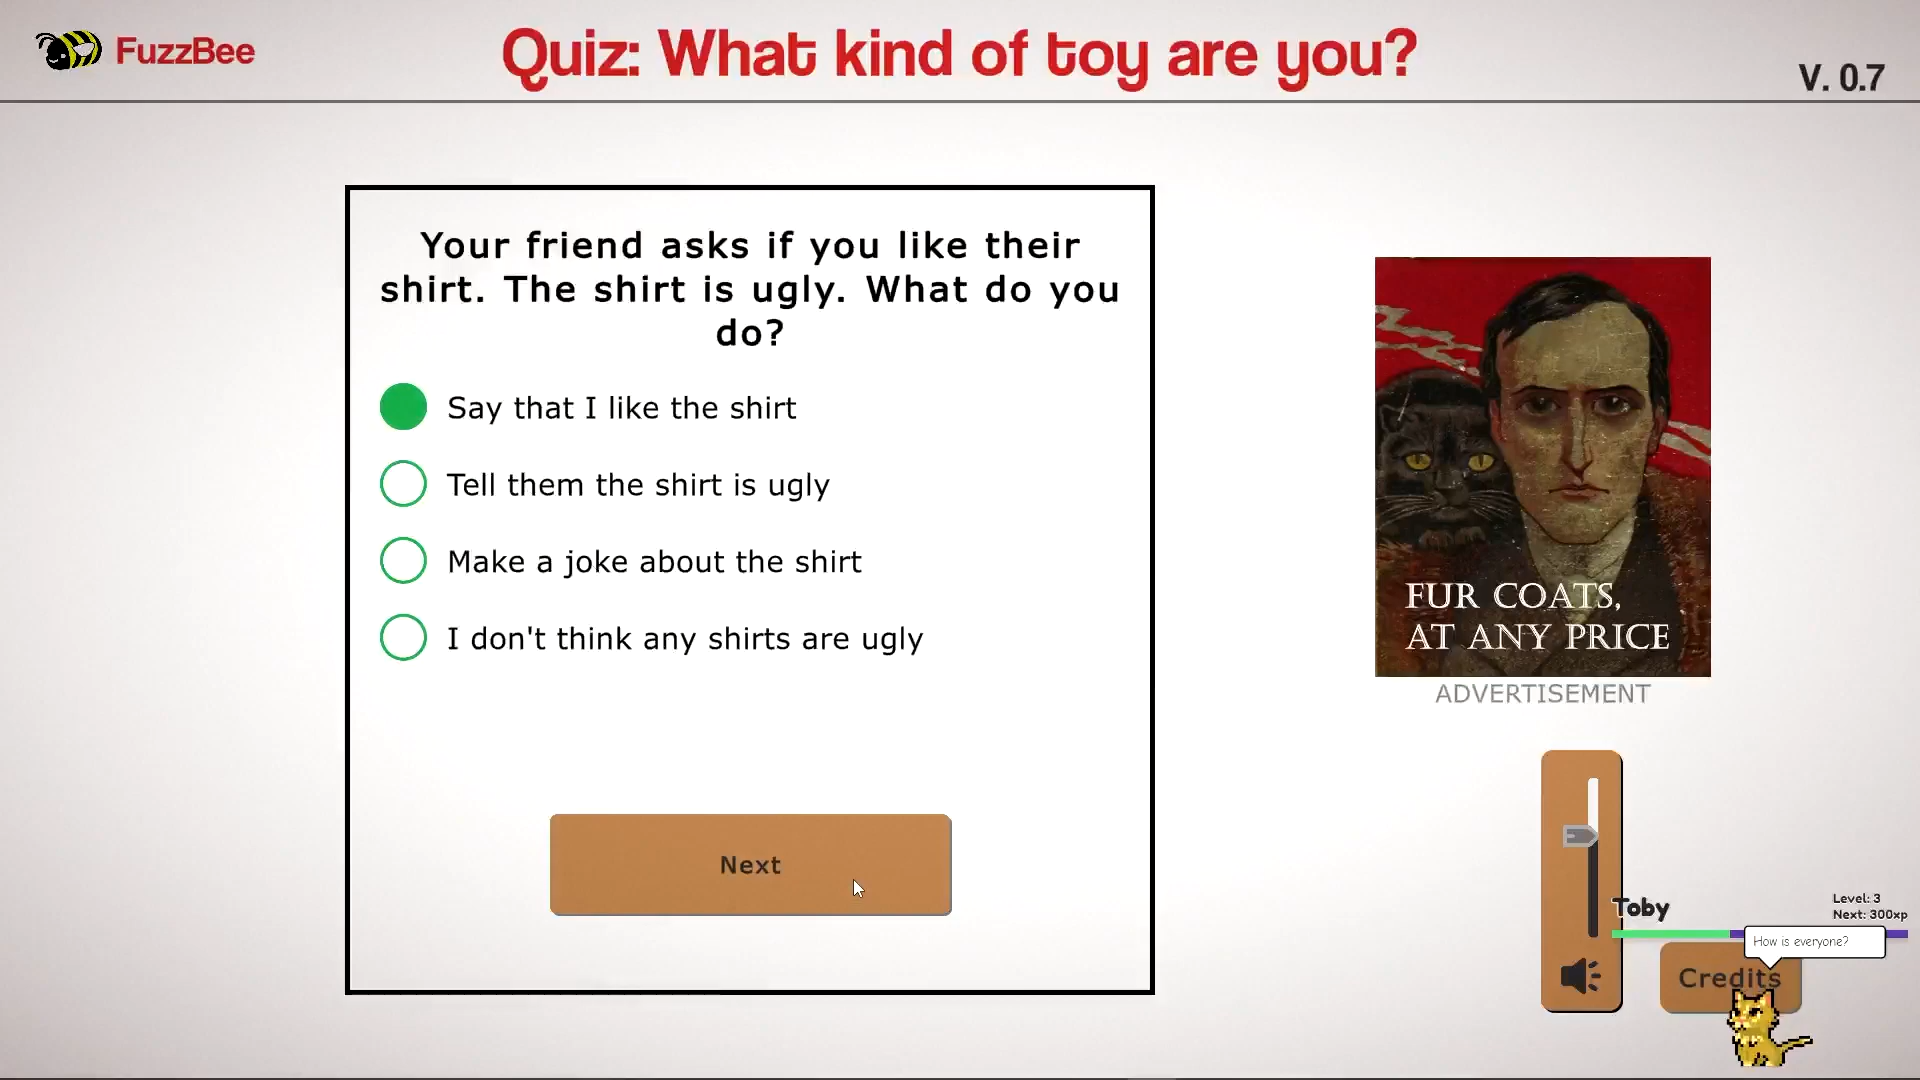 FuzzBee
Quiz: What kind of toy are you?
V. 0.7
Your friend asks if you like their
shirt. The shirt is ugly. What do you
do?
Say that I like the shirt
Tell them the shirt is ugly
Make a joke about the shirt
I don't think any shirts are ugly
Next
FUR COATS,
AT ANY PRICE
ADVERTISEMENT
Toby
Level: 3
Next: 300xp
How is everyone?
Credits